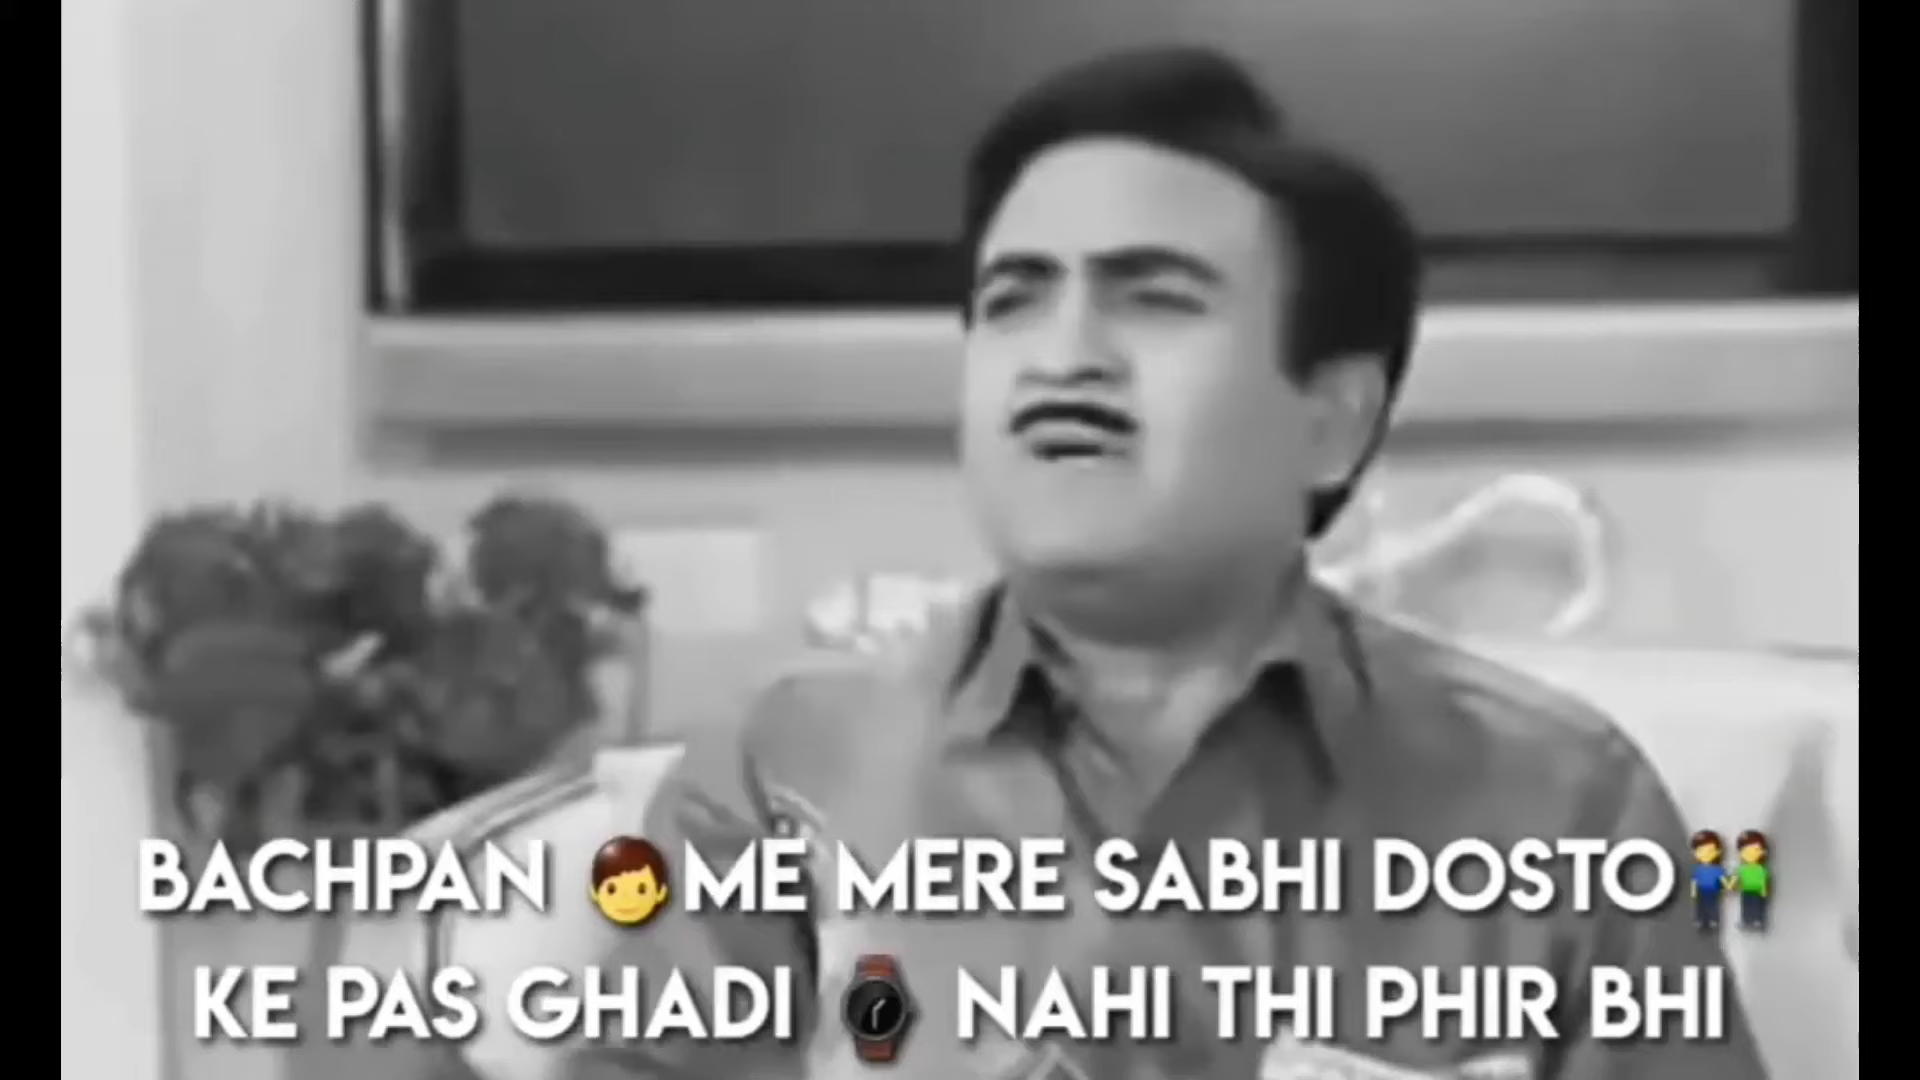 BACHPAN 👦ME MERE SABHI DOSTO👬
KE PAS GHADI ⌚ NAHI THI PHIR BHI